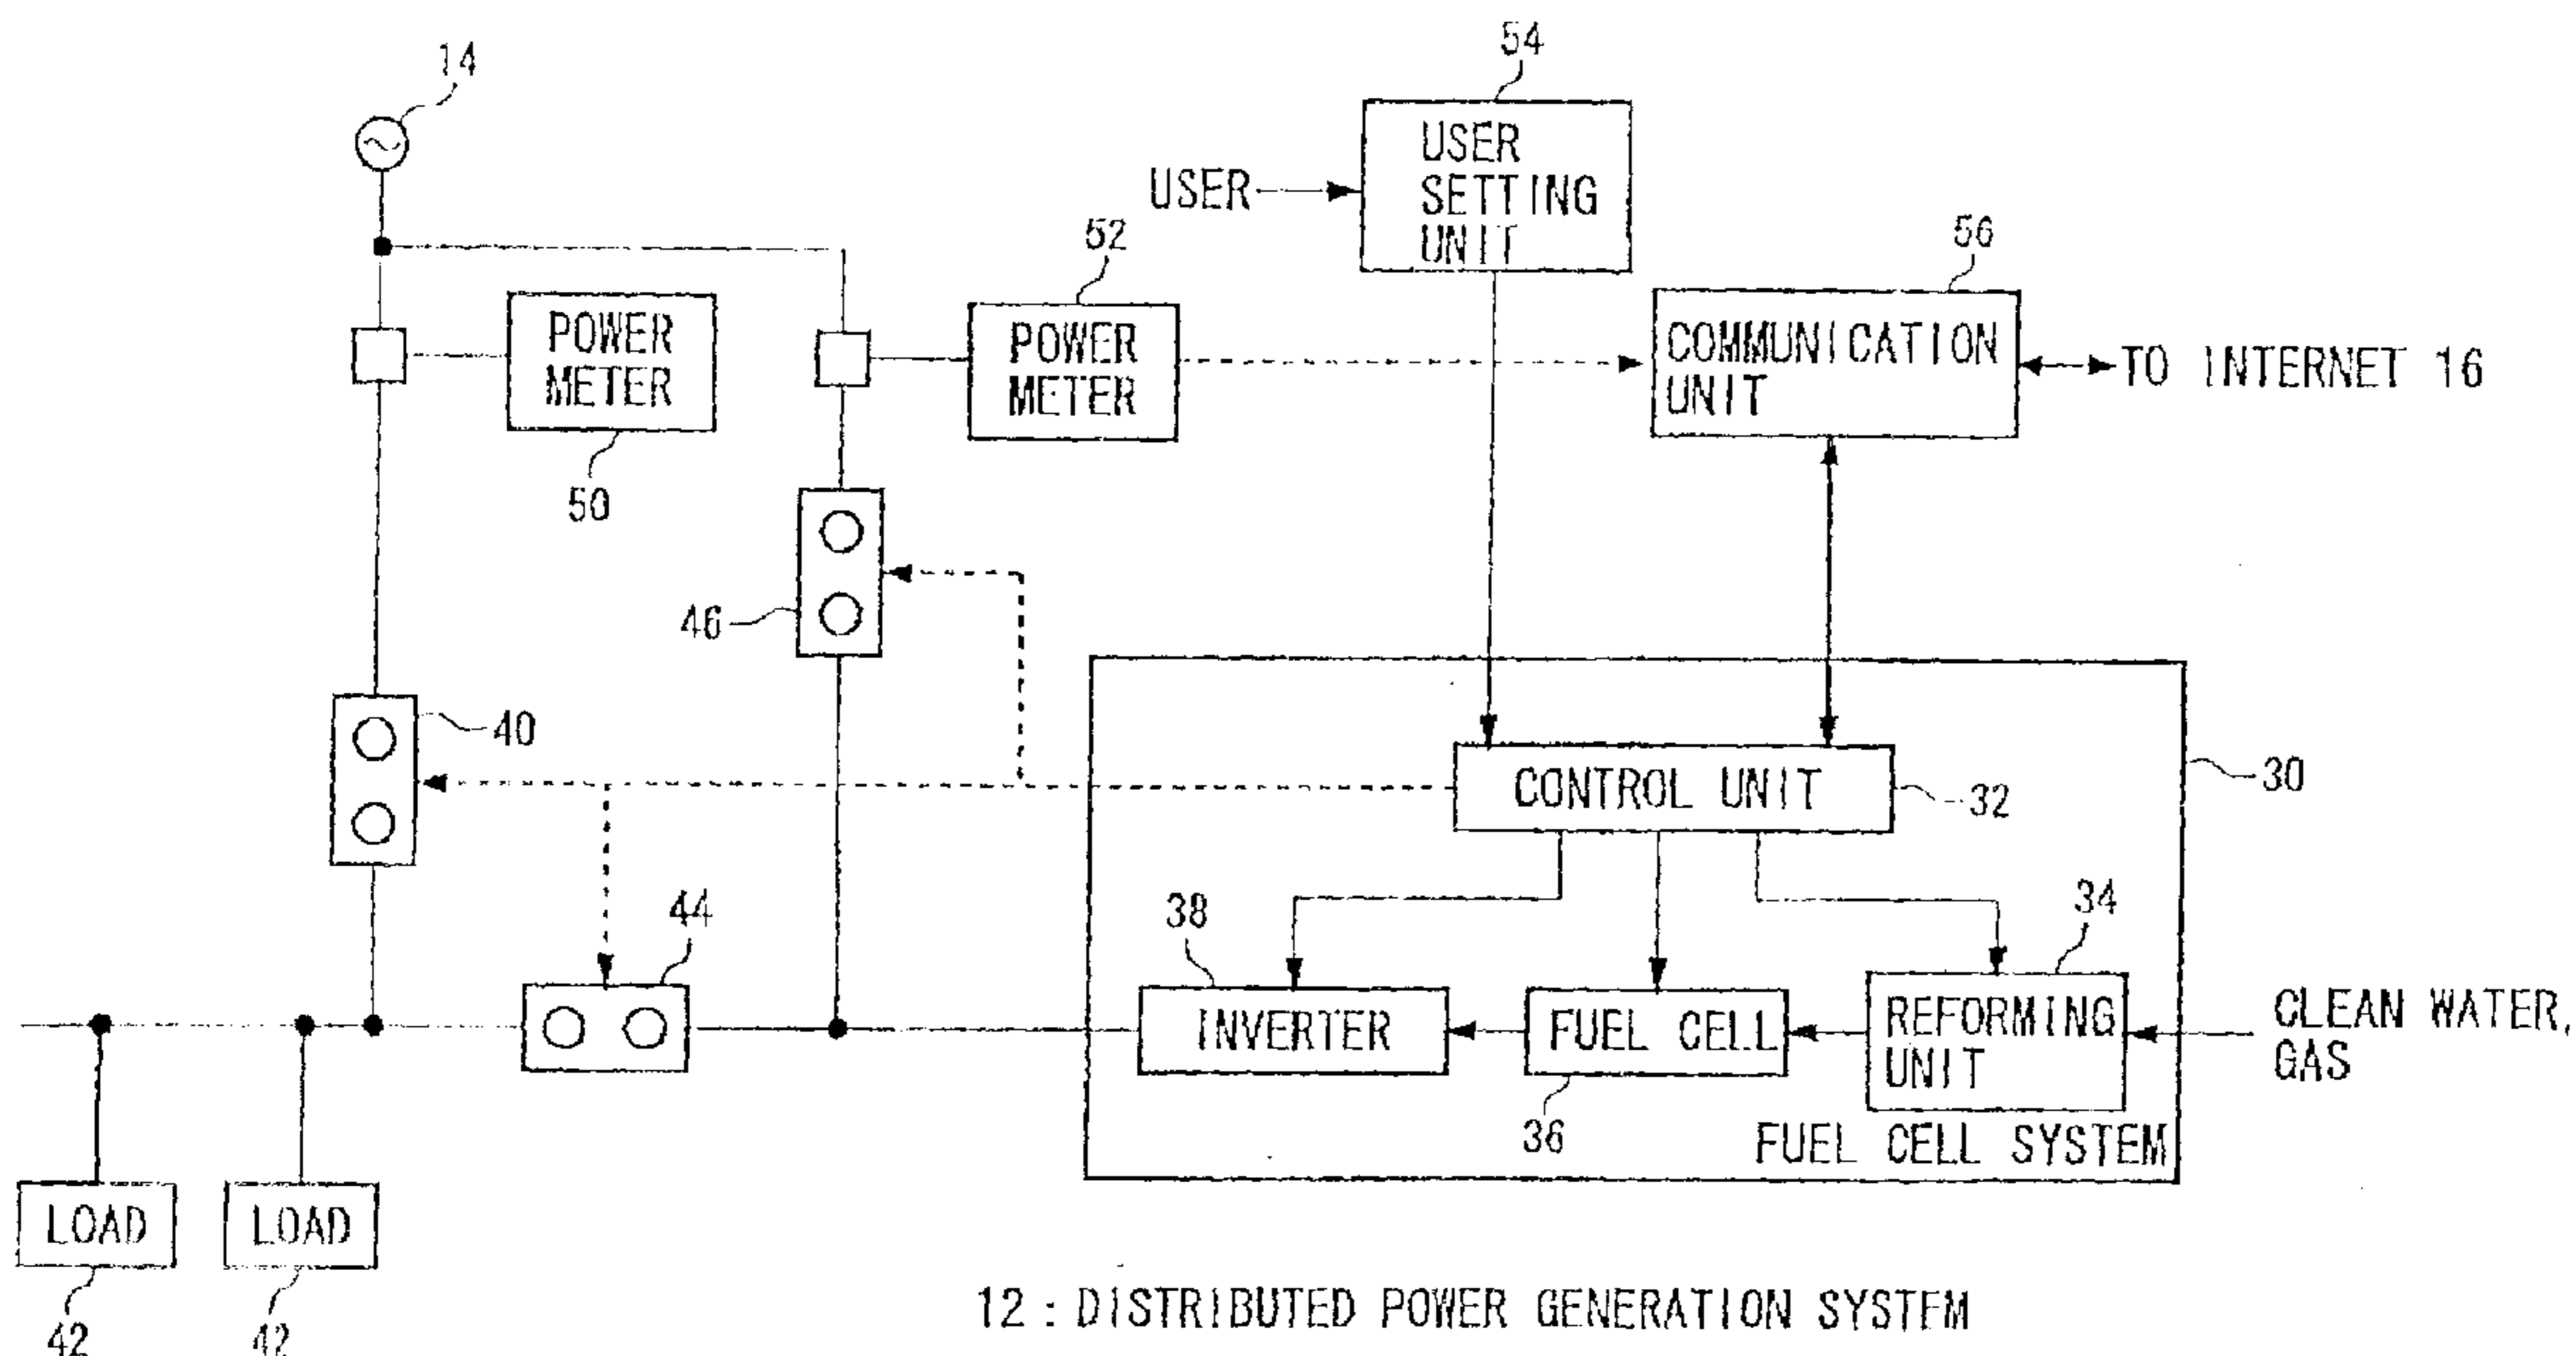 14
54
USER
USER
SETTING
UNIT
52
56
POWER
METER
POWER
METER
COMMUNICATION
UNIT
TO INTERNET 16
50
46
40
CONTROL UNIT
32
30
44
38
34
INVERTER
FUEL CELL
REFORMING
UNIT
CLEAN WATER,
GAS
36
FUEL CELL SYSTEM
LOAD
LOAD
42
42
12 : DISTRIBUTED POWER GENERATION SYSTEM